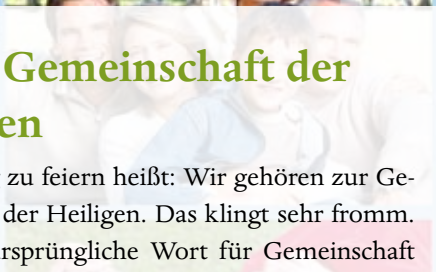 Gemeinschaft der
en
zu feiern heißt: Wir gehören zur Ge-
der Heiligen. Das klingt sehr fromm.
rsprüngliche Wort für Gemeinschaft